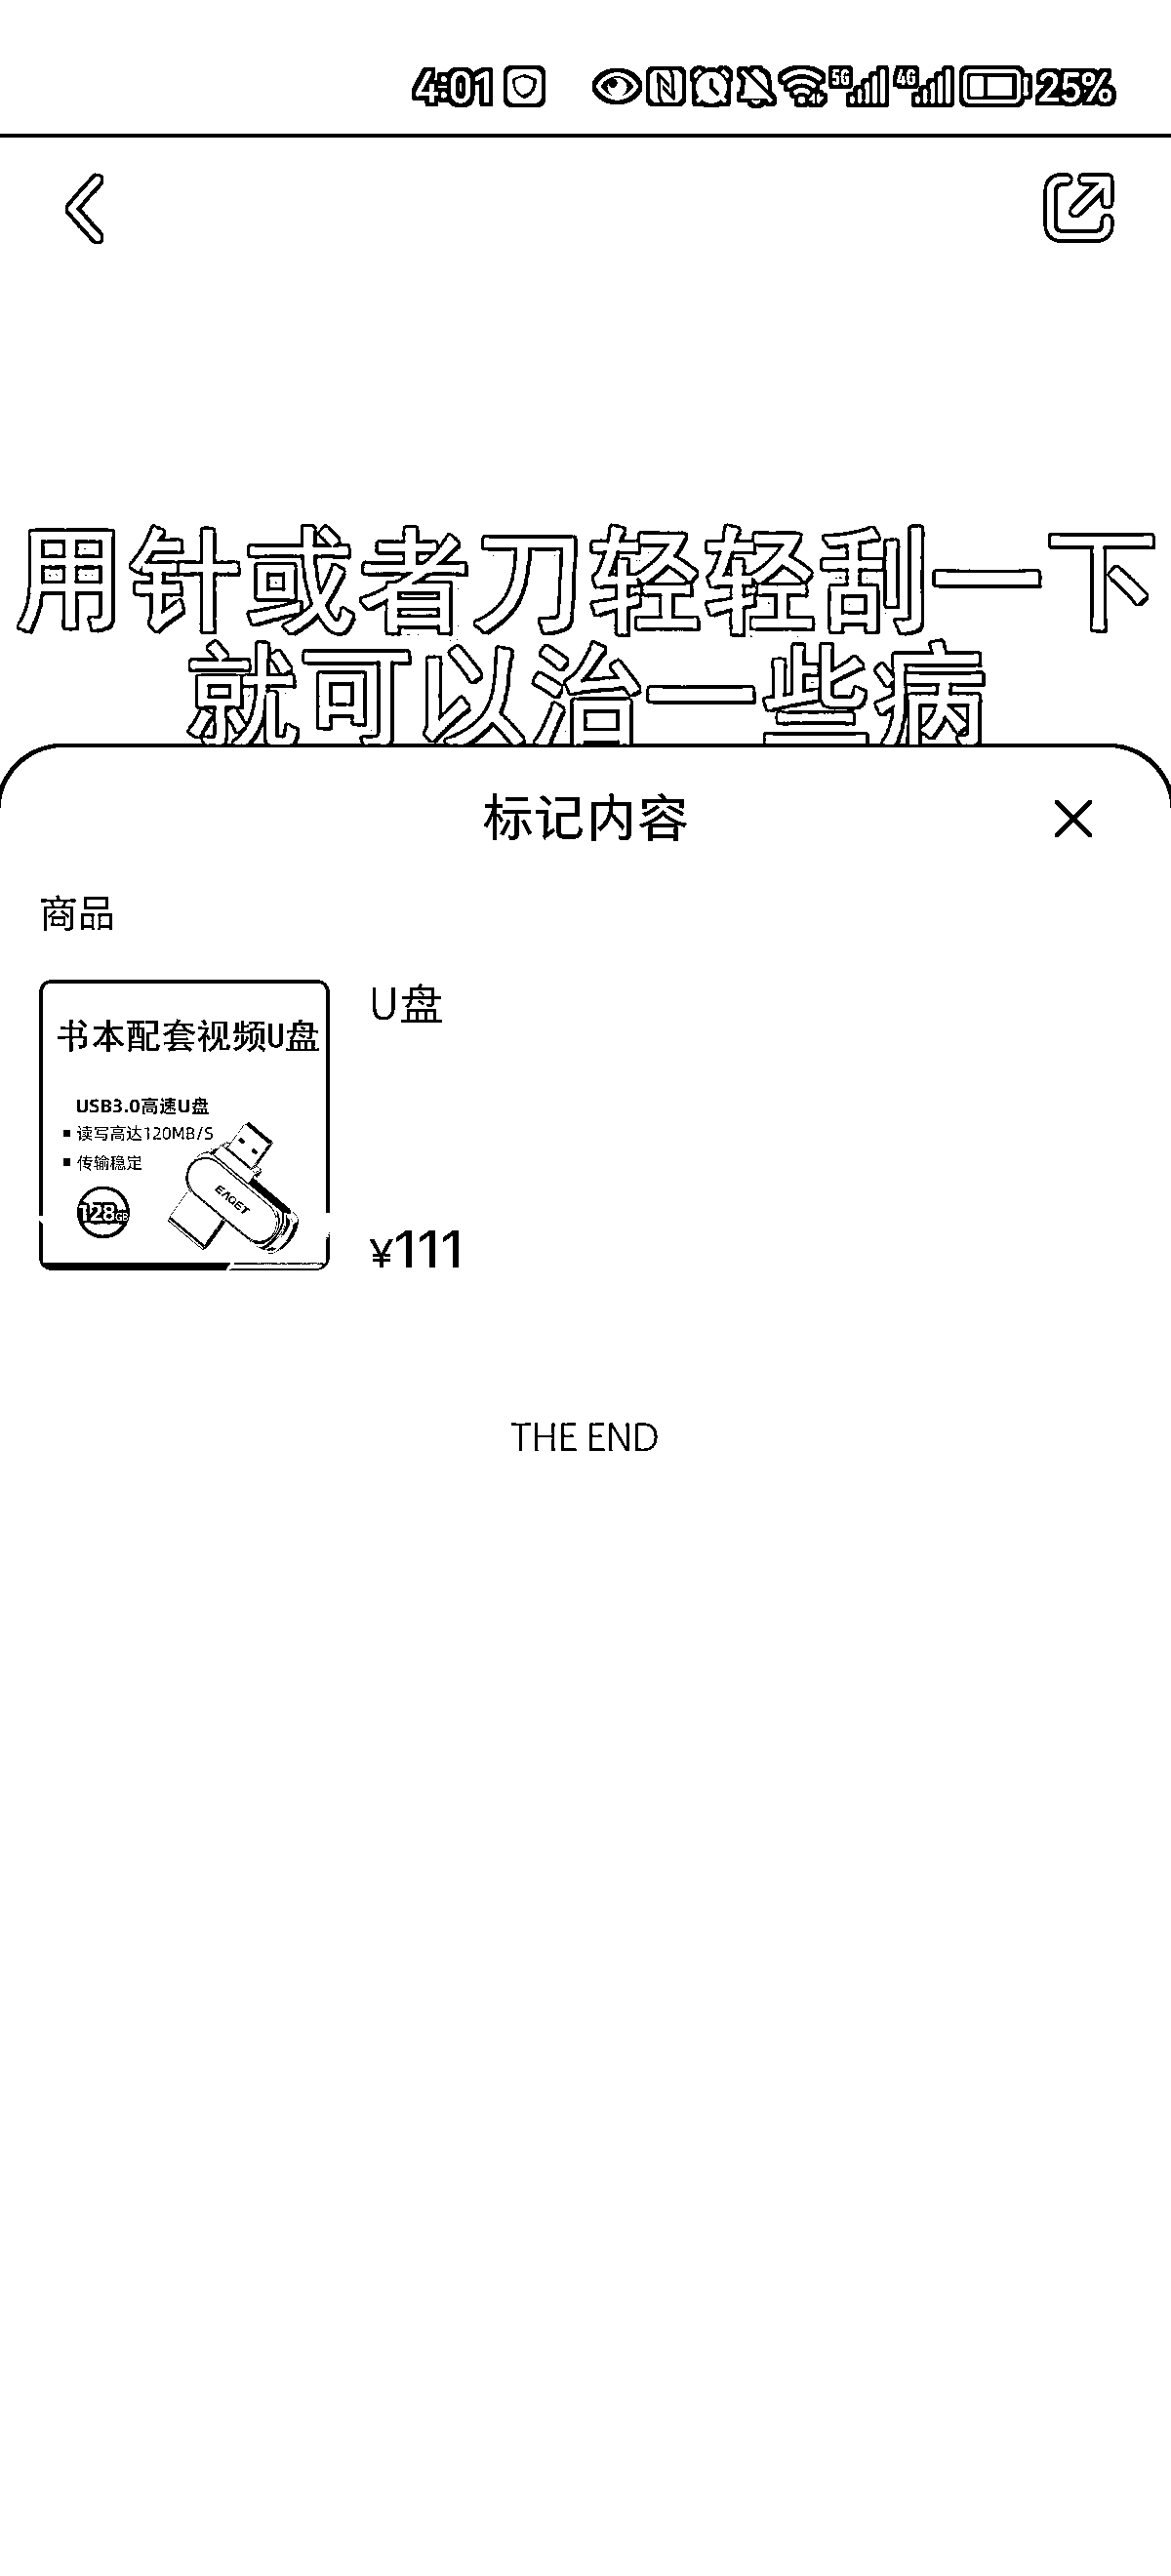 4:01 5G 4G 25%
用针或者刀轻轻刮一下
就可以治一些病
标记内容
商品
书本配套视频U盘
USB3.0高速U盘
▪ 读写高达120MB/S
▪ 传输稳定
128GB
EAGET
U盘
¥111
THE END